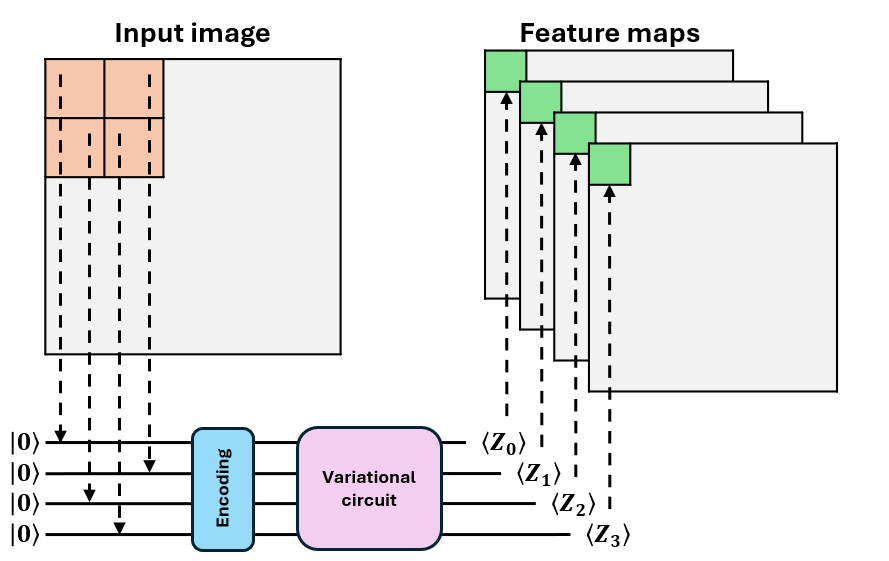 Input image
Feature maps
|0⟩
|0⟩
|0⟩
|0⟩
Encoding
Variational
circuit
⟨Z₀⟩
⟨Z₁⟩
⟨Z₂⟩
⟨Z₃⟩